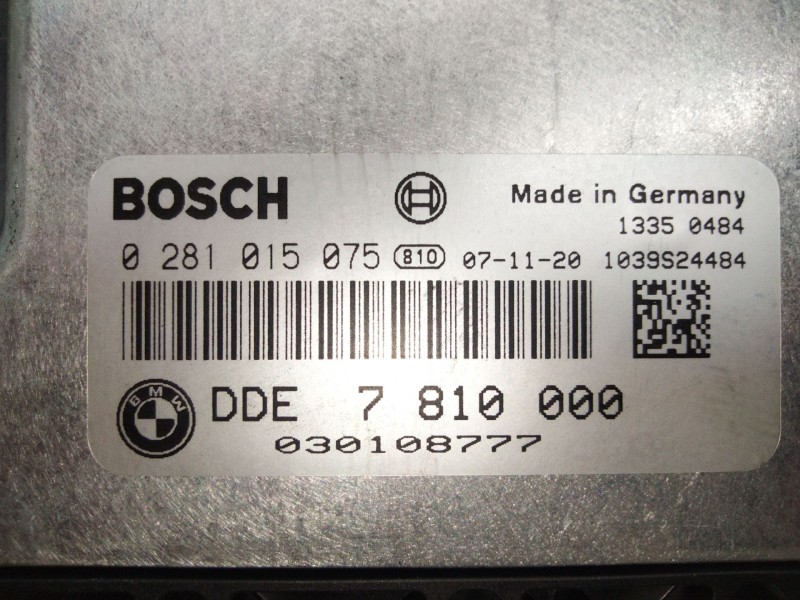 BOSCH Made in Germany
1335 0484
0 281 015 075 810 07-11-20 1039S24484
BMW DDE 7 810 000
030108777